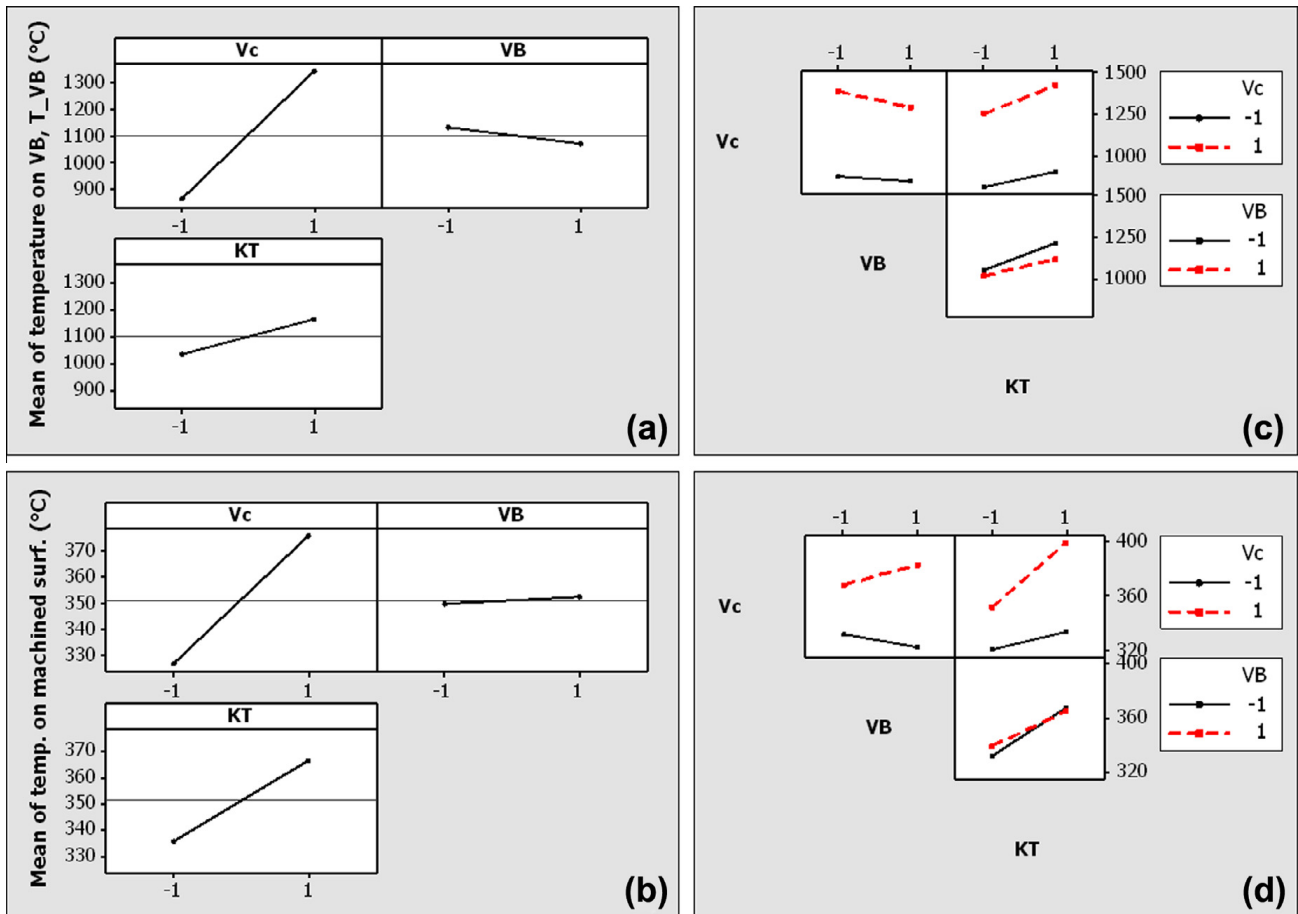 Mean of temperature on VB, T_VB (°C)
Vc VB
1300
1200
1100
1000
900
-1 1
KT
1300
1200
1100
1000
900
-1 1
(a)
-1 1 -1 1
Vc
1500
1250
1000
Vc
-1
1
VB
1500
1250
1000
VB
-1
1
KT
(c)
Mean of temp. on machined surf. (°C)
Vc VB
370
360
350
340
330
-1 1 -1 1
KT
370
360
350
340
330
-1 1
(b)
-1 1 -1 1
Vc
400
360
320
Vc
-1
1
VB
400
360
320
VB
-1
1
KT
(d)